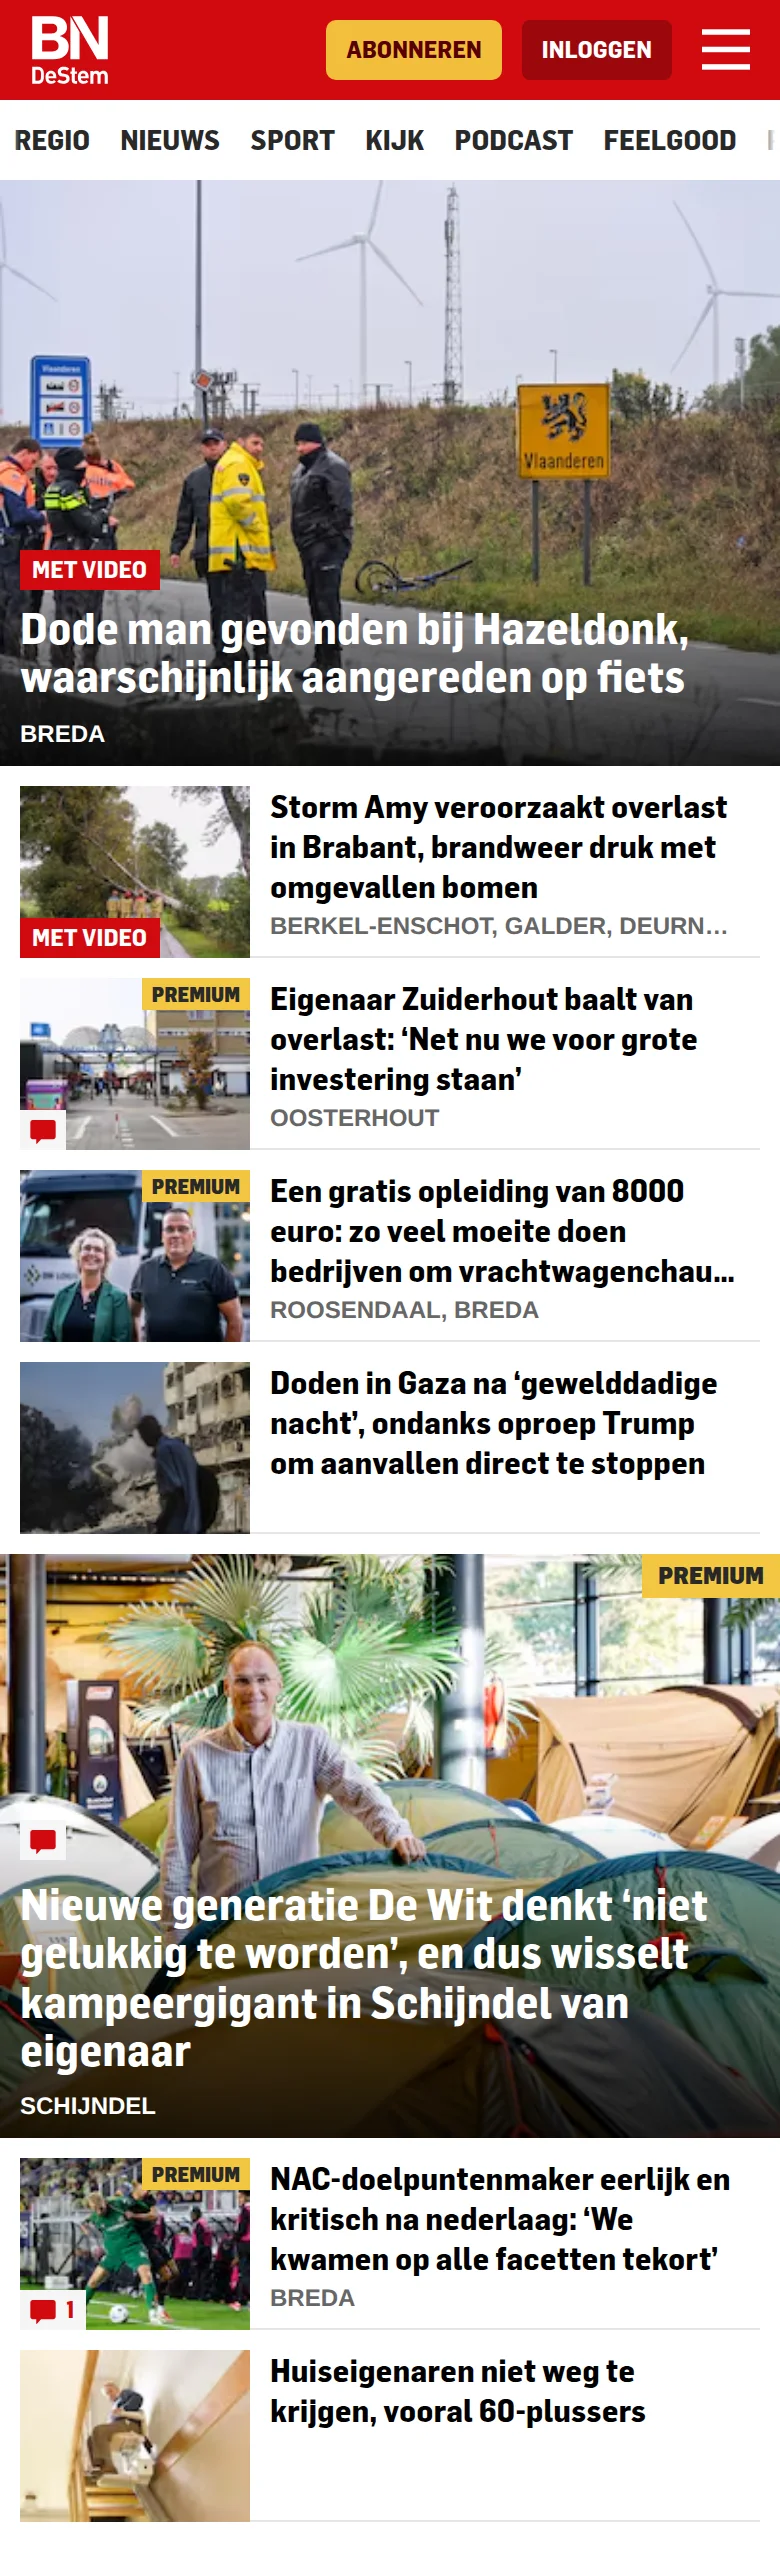 BN
DeStem
ABONNEREN
INLOGGEN
REGIO NIEUWS SPORT KIJK PODCAST FEELGOOD
Vlaanderen
Vlaanderen
MET VIDEO
Dode man gevonden bij Hazeldonk,
waarschijnlijk aangereden op fiets
BREDA
Storm Amy veroorzaakt overlast
in Brabant, brandweer druk met
omgevallen bomen
BERKEL-ENSCHOT, GALDER, DEURN…
MET VIDEO
PREMIUM
Eigenaar Zuiderhout baalt van
overlast: ‘Net nu we voor grote
investering staan’
OOSTERHOUT
PREMIUM
Een gratis opleiding van 8000
euro: zo veel moeite doen
bedrijven om vrachtwagenchau…
ROOSENDAAL, BREDA
Doden in Gaza na ‘gewelddadige
nacht’, ondanks oproep Trump
om aanvallen direct te stoppen
PREMIUM
Nieuwe generatie De Wit denkt ‘niet
gelukkig te worden’, en dus wisselt
kampeergigant in Schijndel van
eigenaar
SCHIJNDEL
PREMIUM
NAC-doelpuntenmaker eerlijk en
kritisch na nederlaag: ‘We
kwamen op alle facetten tekort’
BREDA
1
Huiseigenaren niet weg te
krijgen, vooral 60-plussers